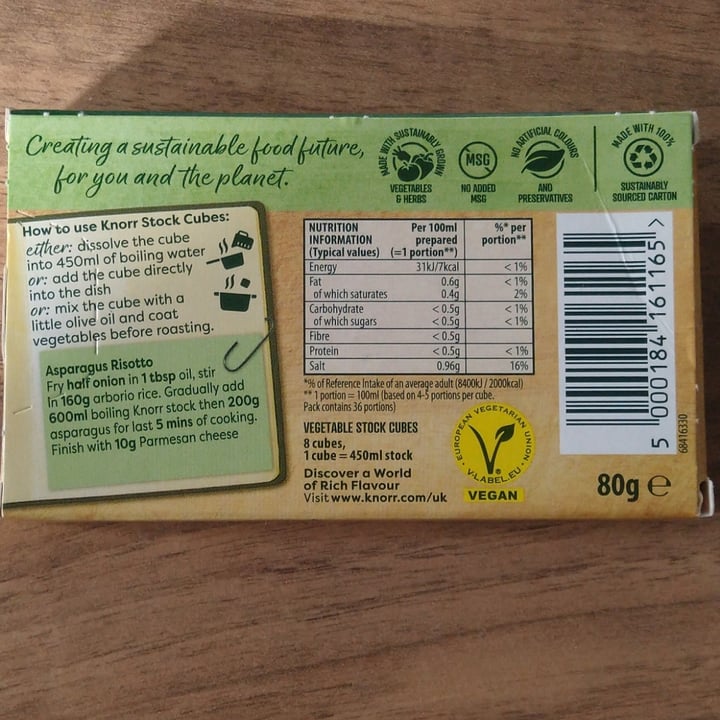 Creating a sustainable food future,
for you and the planet.
MADE WITH SUSTAINABLY GROWN
VEGETABLES
& HERBS
MSG
NO ADDED
MSG
NO ARTIFICIAL COLOURS
AND
PRESERVATIVES
MADE WITH 100%
SUSTAINABLY
SOURCED CARTON
How to use Knorr Stock Cubes:
either: dissolve the cube
into 450ml of boiling water
or: add the cube directly
into the dish
or: mix the cube with a
little olive oil and coat
vegetables before roasting.
Asparagus Risotto
Fry half onion in 1 tbsp oil, stir
In 160g arborio rice. Gradually add
600ml boiling Knorr stock then 200g
asparagus for last 5 mins of cooking.
Finish with 10g Parmesan cheese
NUTRITION Per 100ml %* per
INFORMATION prepared portion**
(Typical values) (=1 portion**)
Energy 31kJ/7kcal < 1%
Fat 0.6g < 1%
of which saturates 0.4g 2%
Carbohydrate < 0.5g < 1%
of which sugars < 0.5g < 1%
Fibre < 0.5g
Protein < 0.5g < 1%
Salt 0.96g 16%
*% of Reference Intake of an average adult (8400kJ / 2000kcal)
** 1 portion = 100ml (based on 4-5 portions per cube.
Pack contains 36 portions)
VEGETABLE STOCK CUBES
8 cubes,
1 cube = 450ml stock
Discover a World
of Rich Flavour
Visit www.knorr.com/uk
EUROPEAN VEGETARIAN UNION
V-LABEL.EU
VEGAN
5 000184 161165 >
68416330
80g ℮